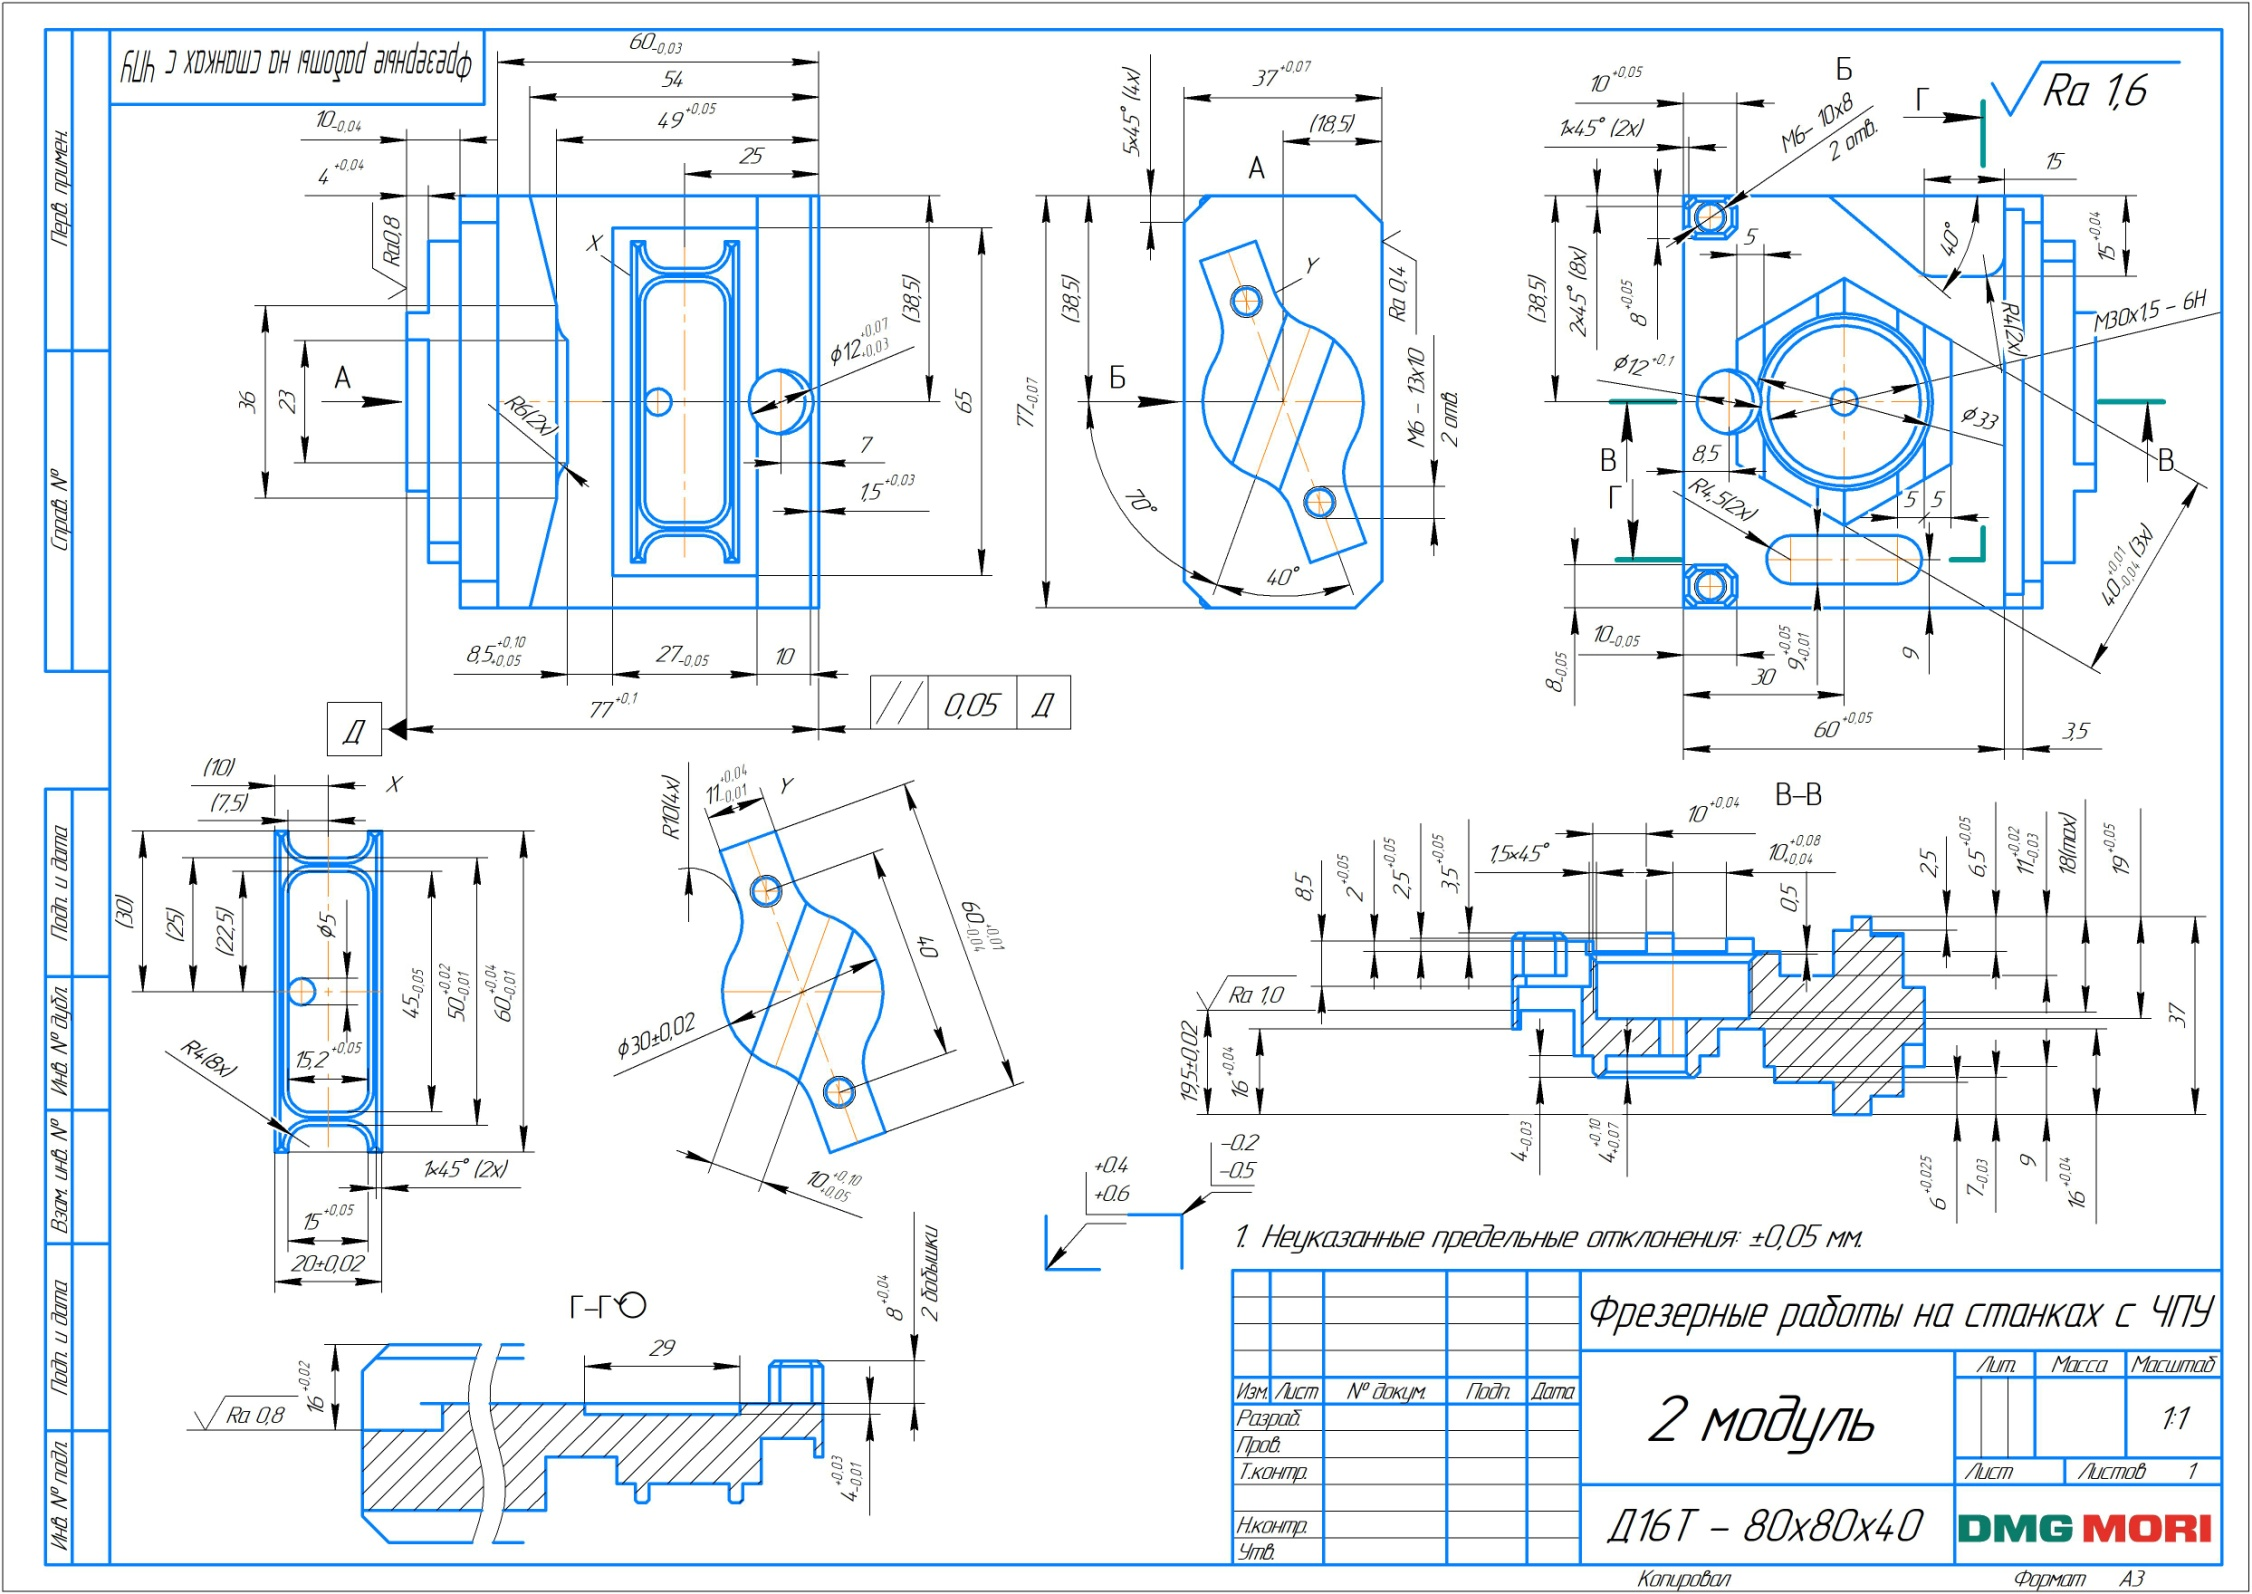 Фрезерные работы на станках с ЧПУ
Перв. примен.
Справ. №
Подп. и дата
Инв. № дубл.
Взам. инв. №
Подп. и дата
Инв. № подл.
60-0,03
54
49+0,05
10-0,04
25
4+0,04
Ra0,8
X
(38,5)
ϕ12+0,07+0,03
36
23
А
R6(2x)
65
7
1,5+0,03
8,5+0,10+0,05
27-0,05
10
77+0,1
Д
// 0,05 Д
5x45° (4x)
37+0,07
(18,5)
А
(38,5)
Y
Ra 0,4
Б
77-0,07
M6 - 13x10
2 отв.
70°
40°
10+0,05
1x45° (2x)
M6- 10x8
2 отв.
Б
Г
Ra 1,6
15
(38,5)
2x45° (8x)
8+0,05
5
40°
15+0,04
R4(2x)
M30x1,5 - 6H
ϕ12+0,1
ϕ33
В
В
8,5
Г
R4,5(2x)
5
5
40+0,01-0,04 (3x)
10-0,05
8-0,05
9+0,05+0,01
9
30
60+0,05
3,5
(10)
X
(7,5)
(30)
(25)
(22,5)
ϕ5
45-0,05
50+0,02-0,01
60+0,04-0,01
15,2+0,05
R4(8x)
1x45° (2x)
15+0,05
20±0,02
R10(4x)
11+0,04-0,01
Y
40
60+0,01-0,04
ϕ30±0,02
10+0,10+0,05
В-В
8,5
2+0,05
2,5+0,05
3,5+0,05
1,5x45°
10+0,04
10+0,08+0,04
0,5
2,5
6,5+0,05
11+0,02-0,03
18(max)
19+0,05
Ra 1,0
19,5±0,02
16+0,04
37
4-0,03
4+0,10+0,07
6+0,025
7-0,03
9
16+0,04
+0.4
+0.6
-0.2
-0.5
1. Неуказанные предельные отклонения: ±0,05 мм.
Г-Г
8+0,04
2 бобышки
29
16+0,02
Ra 0,8
4+0,03-0,01
Фрезерные работы на станках с ЧПУ
Лит. Масса Масштаб
Изм. Лист № докум. Подп. Дата
Разраб.
Пров.
Т.контр.
Н.контр.
Утв.
2 модуль
1:1
Лист Листов 1
Д16Т - 80x80x40
DMG MORI
Копировал Формат А3